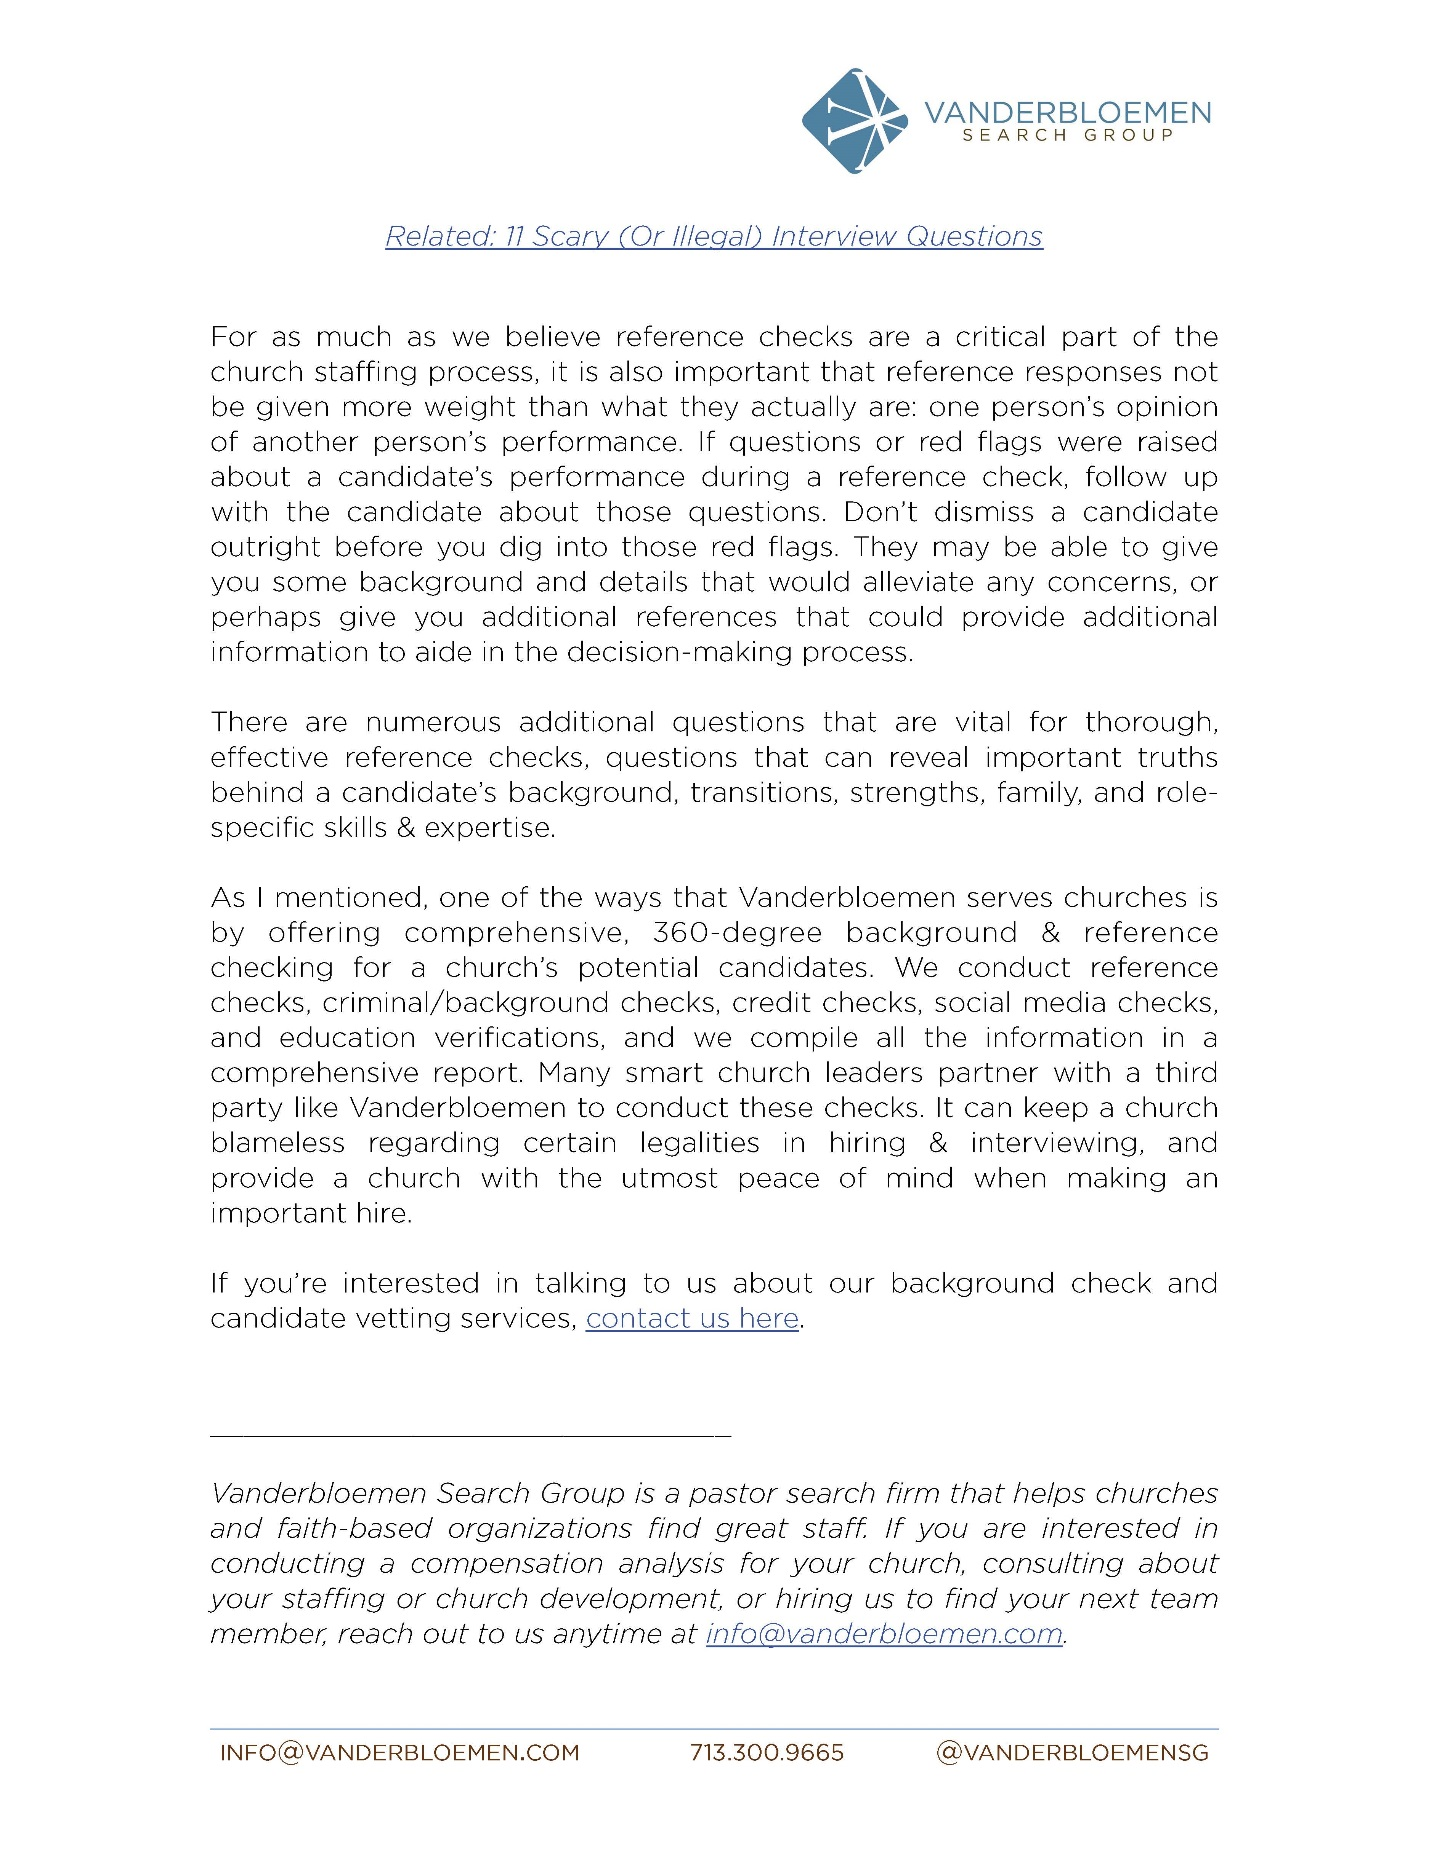 VANDERBLOEMEN
SEARCH GROUP
Related: 11 Scary (Or Illegal) Interview Questions
For as much as we believe reference checks are a critical part of the
church staffing process, it is also important that reference responses not
be given more weight than what they actually are: one person’s opinion
of another person’s performance. If questions or red flags were raised
about a candidate’s performance during a reference check, follow up
with the candidate about those questions. Don’t dismiss a candidate
outright before you dig into those red flags. They may be able to give
you some background and details that would alleviate any concerns, or
perhaps give you additional references that could provide additional
information to aide in the decision-making process.
There are numerous additional questions that are vital for thorough,
effective reference checks, questions that can reveal important truths
behind a candidate’s background, transitions, strengths, family, and role-
specific skills & expertise.
As I mentioned, one of the ways that Vanderbloemen serves churches is
by offering comprehensive, 360-degree background & reference
checking for a church’s potential candidates. We conduct reference
checks, criminal/background checks, credit checks, social media checks,
and education verifications, and we compile all the information in a
comprehensive report. Many smart church leaders partner with a third
party like Vanderbloemen to conduct these checks. It can keep a church
blameless regarding certain legalities in hiring & interviewing, and
provide a church with the utmost peace of mind when making an
important hire.
If you’re interested in talking to us about our background check and
candidate vetting services, contact us here.
Vanderbloemen Search Group is a pastor search firm that helps churches
and faith-based organizations find great staff. If you are interested in
conducting a compensation analysis for your church, consulting about
your staffing or church development, or hiring us to find your next team
member, reach out to us anytime at info@vanderbloemen.com.
INFO@VANDERBLOEMEN.COM 713.300.9665 @VANDERBLOEMENSG